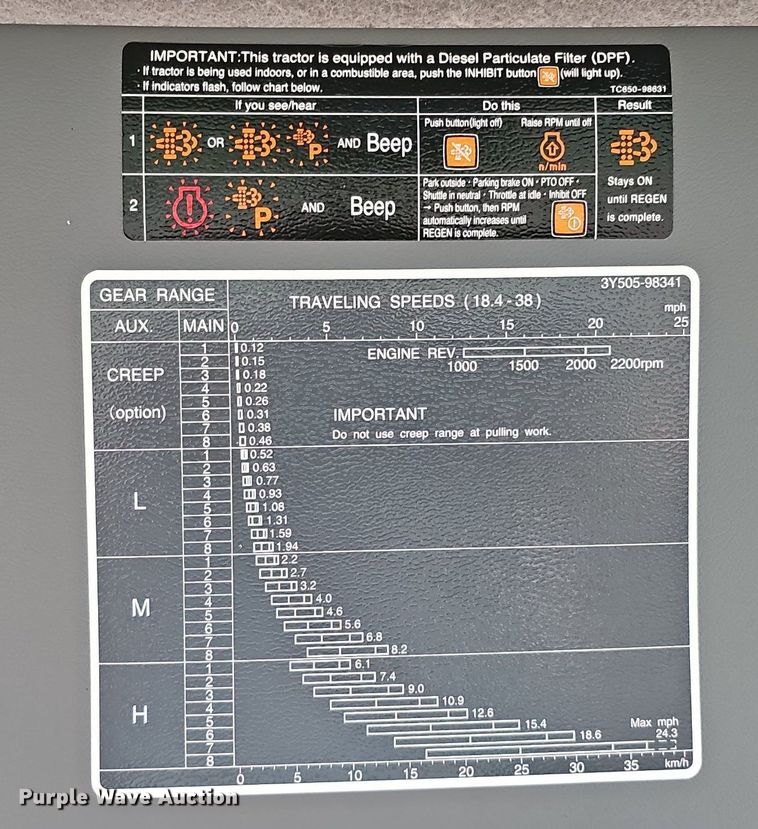 IMPORTANT:This tractor is equipped with a Diesel Particulate Filter (DPF).
· If tractor is being used indoors, or in a combustible area, push the INHIBIT button (will light up).
· If indicators flash, follow chart below.
TC650-98631
If you see/hear Do this Result
1 OR P AND Beep
Push button(light off) Raise RPM until off
n/min
Stays ON
until REGEN
is complete.
2 P AND Beep
Park outside · Parking brake ON · PTO OFF ·
Shuttle in neutral · Throttle at idle · Inhibit OFF
→ Push button, then RPM
automatically increases until
REGEN is complete.
3Y505-98341
GEAR RANGE TRAVELING SPEEDS (18.4-38)
mph
AUX. MAIN 0 5 10 15 20 25
CREEP
(option)
1 0.12
2 0.15
3 0.18
4 0.22
5 0.26
6 0.31
7 0.38
8 0.46
ENGINE REV.
1000 1500 2000 2200rpm
IMPORTANT
Do not use creep range at pulling work.
L
1 0.52
2 0.63
3 0.77
4 0.93
5 1.08
6 1.31
7 1.59
8 1.94
M
1 2.2
2 2.7
3 3.2
4 4.0
5 4.6
6 5.6
7 6.8
8 8.2
H
1 6.1
2 7.4
3 9.0
4 10.9
5 12.6
6 15.4
7 18.6
8 24.3
Max mph
0 5 10 15 20 25 30 35 km/h
Purple Wave Auction